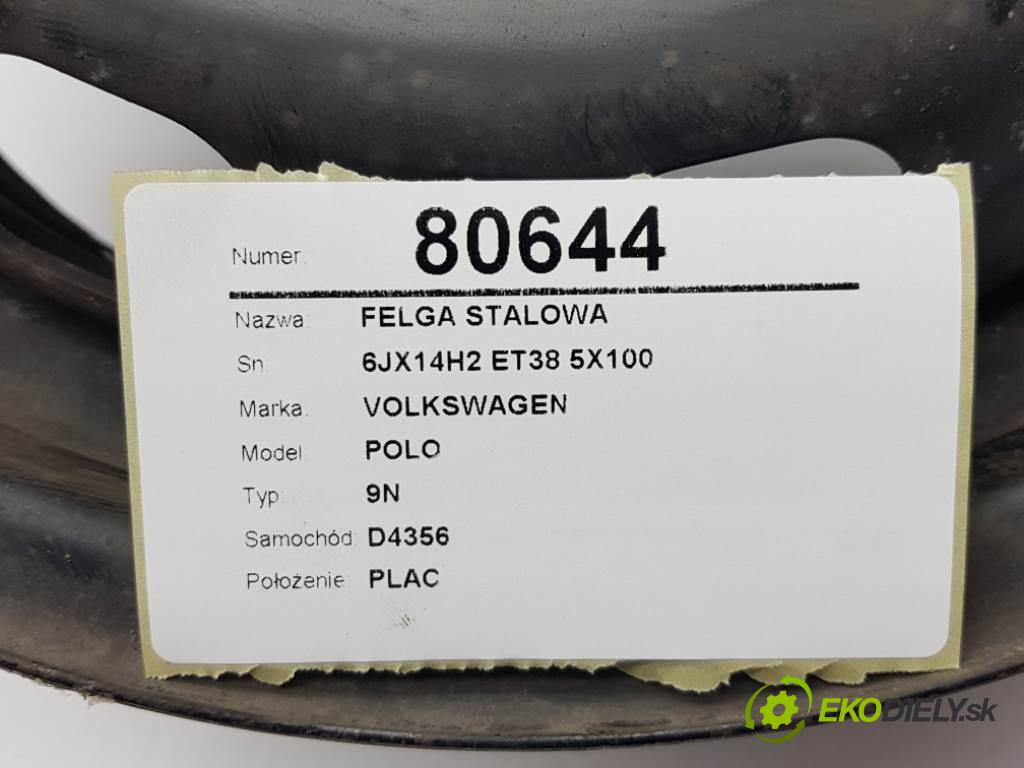 Numer: 80644
Nazwa: FELGA STALOWA
Sn: 6JX14H2 ET38 5X100
Marka: VOLKSWAGEN
Model: POLO
Typ: 9N
Samochód: D4356
Położenie: PLAC
EKODIELY.sk